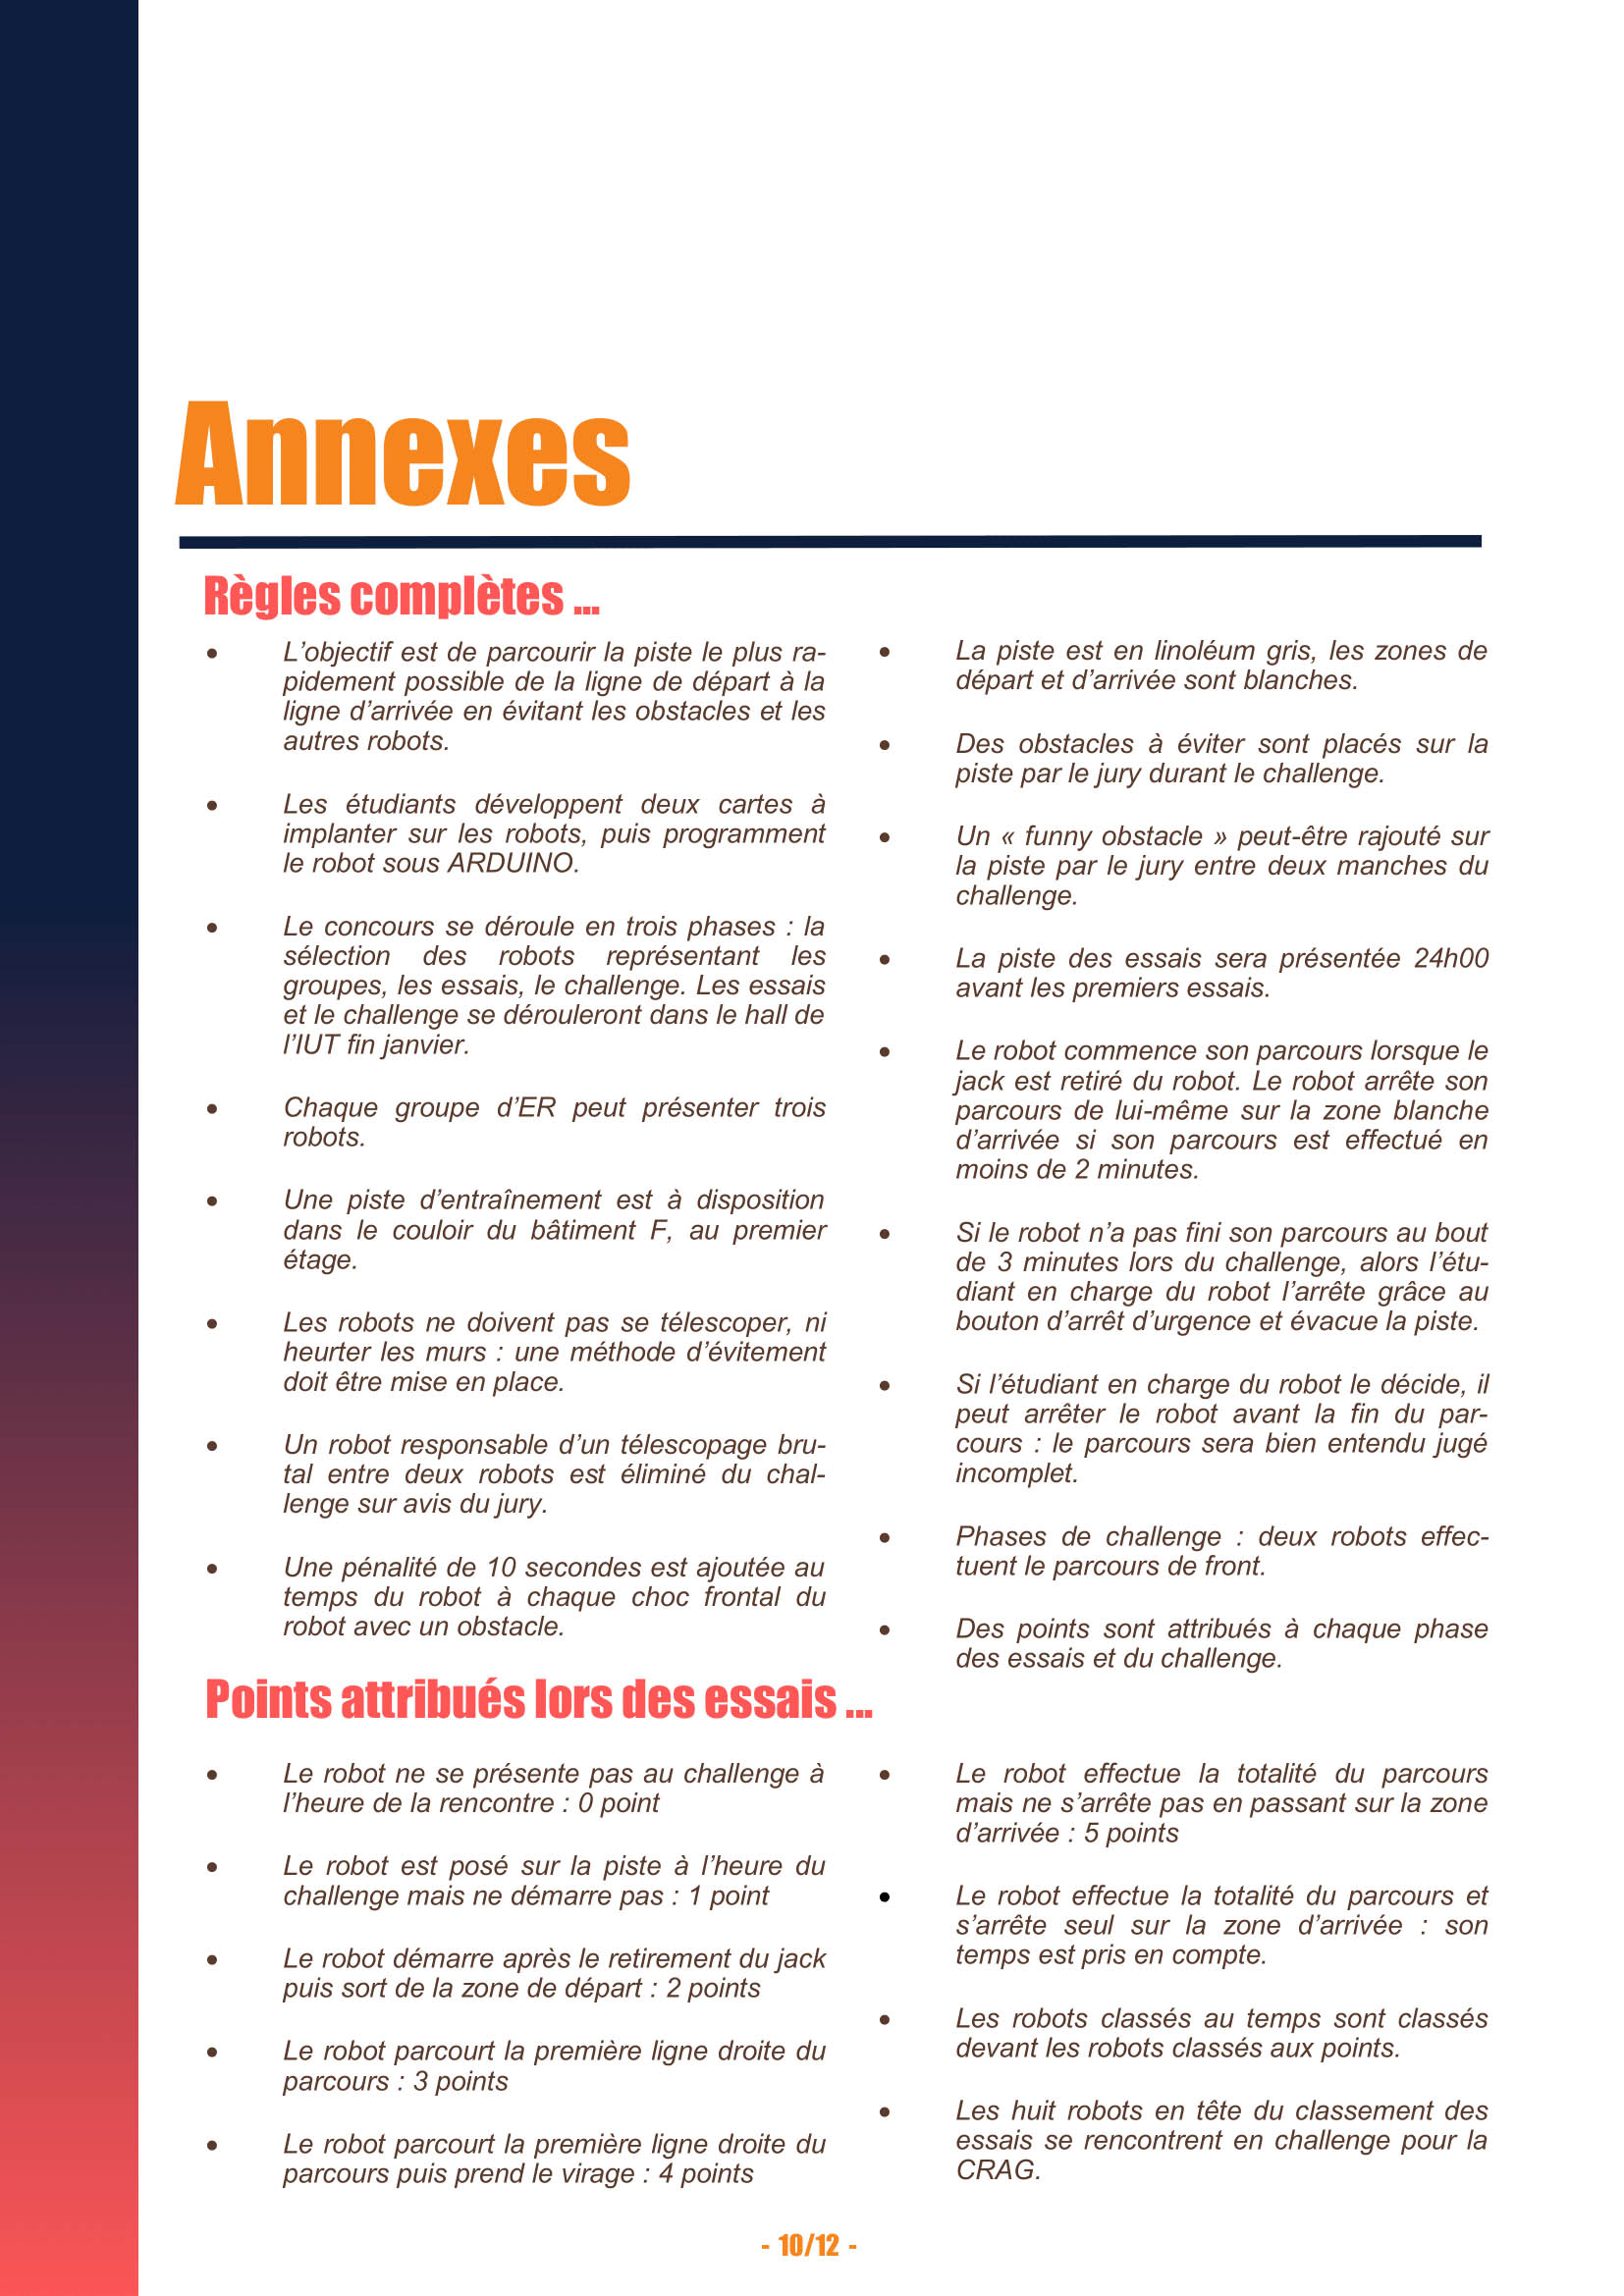 Annexes
Règles complètes ...
• L’objectif est de parcourir la piste le plus ra-
pidement possible de la ligne de départ à la
ligne d’arrivée en évitant les obstacles et les
autres robots.
• Les étudiants développent deux cartes à
implanter sur les robots, puis programment
le robot sous ARDUINO.
• Le concours se déroule en trois phases : la
sélection des robots représentant les
groupes, les essais, le challenge. Les essais
et le challenge se dérouleront dans le hall de
l’IUT fin janvier.
• Chaque groupe d’ER peut présenter trois
robots.
• Une piste d’entraînement est à disposition
dans le couloir du bâtiment F, au premier
étage.
• Les robots ne doivent pas se télescoper, ni
heurter les murs : une méthode d’évitement
doit être mise en place.
• Un robot responsable d’un télescopage bru-
tal entre deux robots est éliminé du chal-
lenge sur avis du jury.
• Une pénalité de 10 secondes est ajoutée au
temps du robot à chaque choc frontal du
robot avec un obstacle.
• La piste est en linoléum gris, les zones de
départ et d’arrivée sont blanches.
• Des obstacles à éviter sont placés sur la
piste par le jury durant le challenge.
• Un « funny obstacle » peut-être rajouté sur
la piste par le jury entre deux manches du
challenge.
• La piste des essais sera présentée 24h00
avant les premiers essais.
• Le robot commence son parcours lorsque le
jack est retiré du robot. Le robot arrête son
parcours de lui-même sur la zone blanche
d’arrivée si son parcours est effectué en
moins de 2 minutes.
• Si le robot n’a pas fini son parcours au bout
de 3 minutes lors du challenge, alors l’étu-
diant en charge du robot l’arrête grâce au
bouton d’arrêt d’urgence et évacue la piste.
• Si l’étudiant en charge du robot le décide, il
peut arrêter le robot avant la fin du par-
cours : le parcours sera bien entendu jugé
incomplet.
• Phases de challenge : deux robots effec-
tuent le parcours de front.
• Des points sont attribués à chaque phase
des essais et du challenge.
Points attribués lors des essais ...
• Le robot ne se présente pas au challenge à
l’heure de la rencontre : 0 point
• Le robot est posé sur la piste à l’heure du
challenge mais ne démarre pas : 1 point
• Le robot démarre après le retirement du jack
puis sort de la zone de départ : 2 points
• Le robot parcourt la première ligne droite du
parcours : 3 points
• Le robot parcourt la première ligne droite du
parcours puis prend le virage : 4 points
• Le robot effectue la totalité du parcours
mais ne s’arrête pas en passant sur la zone
d’arrivée : 5 points
• Le robot effectue la totalité du parcours et
s’arrête seul sur la zone d’arrivée : son
temps est pris en compte.
• Les robots classés au temps sont classés
devant les robots classés aux points.
• Les huit robots en tête du classement des
essais se rencontrent en challenge pour la
CRAG.
- 10/12 -